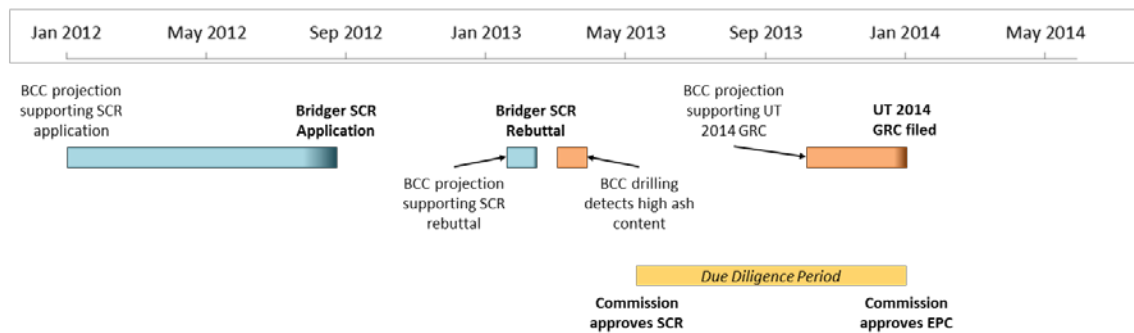 Jan 2012 May 2012 Sep 2012 Jan 2013 May 2013 Sep 2013 Jan 2014 May 2014
BCC projection
supporting SCR
application
Bridger SCR
Application
Bridger SCR
Rebuttal
BCC projection
supporting UT
2014 GRC
UT 2014
GRC filed
BCC projection
supporting SCR
rebuttal
BCC drilling
detects high ash
content
Due Diligence Period
Commission
approves SCR
Commission
approves EPC